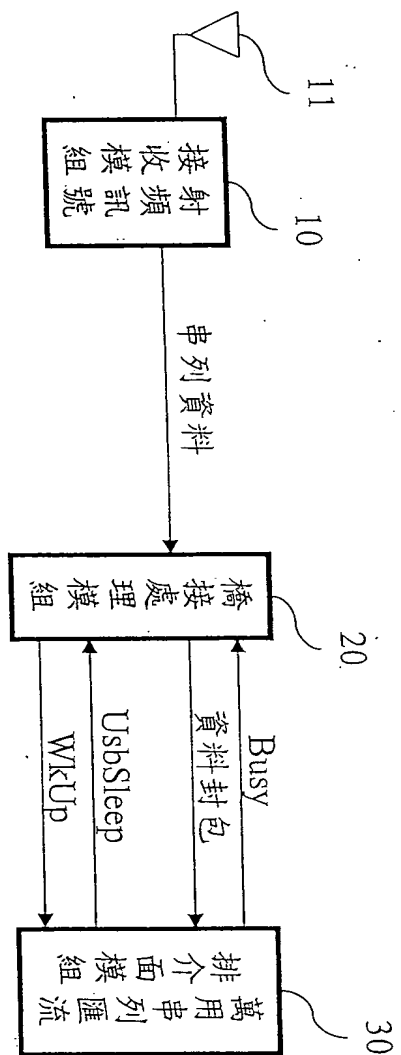 11
10
射頻訊號
接收模組
串列資料
20
橋接處理模組
Busy
資料封包
UsbSleep
WkUp
30
萬用串列匯流
排介面模組